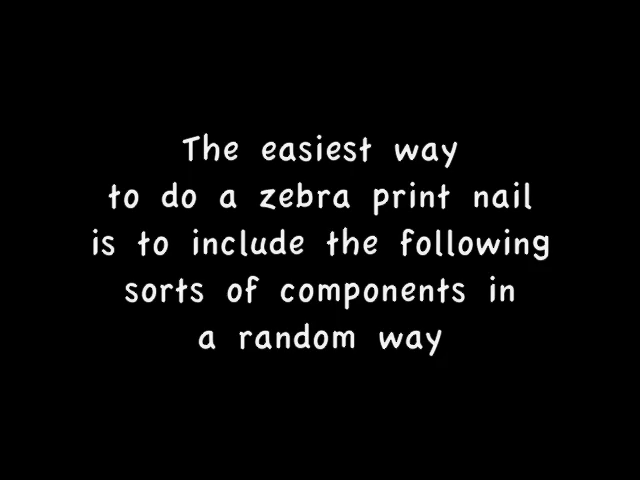 The easiest way
to do a zebra print nail
is to include the following
sorts of components in
a random way